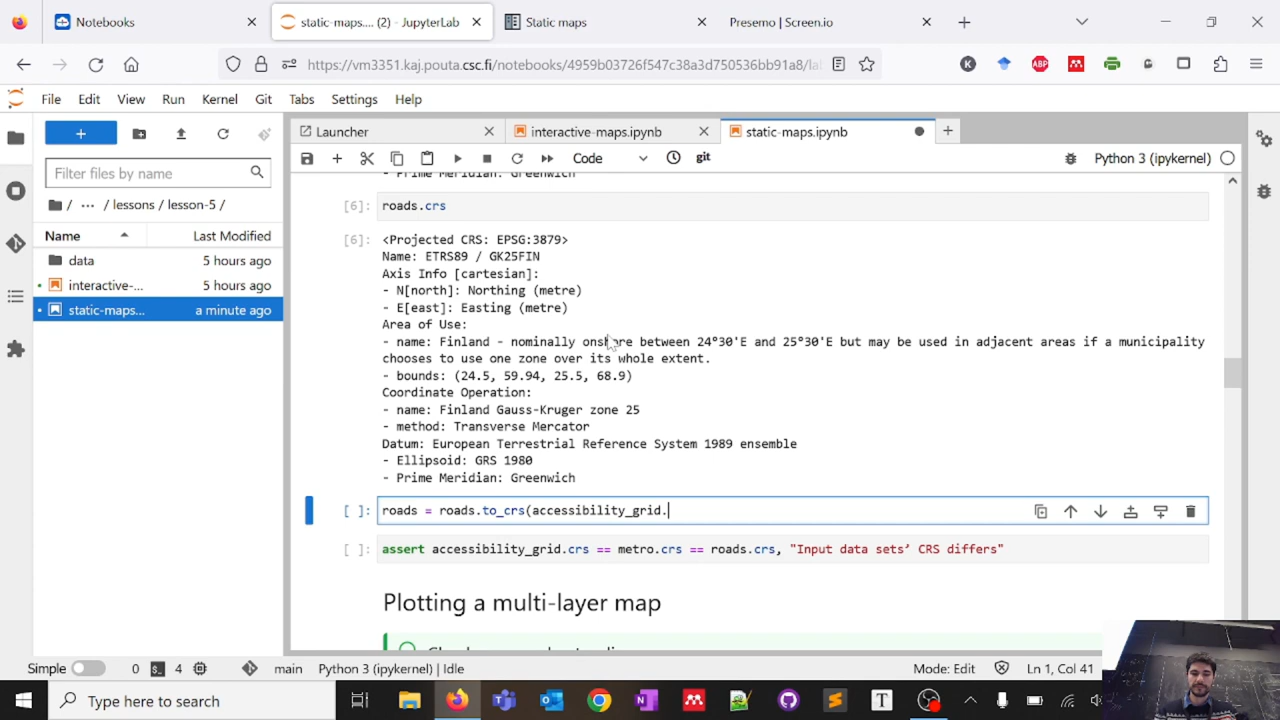 Notebooks
static-maps.... (2) - JupyterLab
Static maps
Presemo | Screen.io
https://vm3351.kaj.pouta.csc.fi/notebooks/4959b03726f547c38a3d750536bb91a8/la
File Edit View Run Kernel Git Tabs Settings Help
Launcher
interactive-maps.ipynb
static-maps.ipynb
Code
git
Python 3 (ipykernel)
Filter files by name
/ ... / lessons / lesson-5 /
Name Last Modified
data 5 hours ago
interactive-... 5 hours ago
static-maps... a minute ago
- Prime Meridian: Greenwich
[6]: roads.crs
[6]: <Projected CRS: EPSG:3879>
Name: ETRS89 / GK25FIN
Axis Info [cartesian]:
- N[north]: Northing (metre)
- E[east]: Easting (metre)
Area of Use:
- name: Finland - nominally onshore between 24°30'E and 25°30'E but may be used in adjacent areas if a municipality
chooses to use one zone over its whole extent.
- bounds: (24.5, 59.94, 25.5, 68.9)
Coordinate Operation:
- name: Finland Gauss-Kruger zone 25
- method: Transverse Mercator
Datum: European Terrestrial Reference System 1989 ensemble
- Ellipsoid: GRS 1980
- Prime Meridian: Greenwich
[ ]: roads = roads.to_crs(accessibility_grid.
[ ]: assert accessibility_grid.crs == metro.crs == roads.crs, "Input data sets’ CRS differs"
Plotting a multi-layer map
Simple 0 4 main Python 3 (ipykernel) | Idle Mode: Edit Ln 1, Col 41
Type here to search